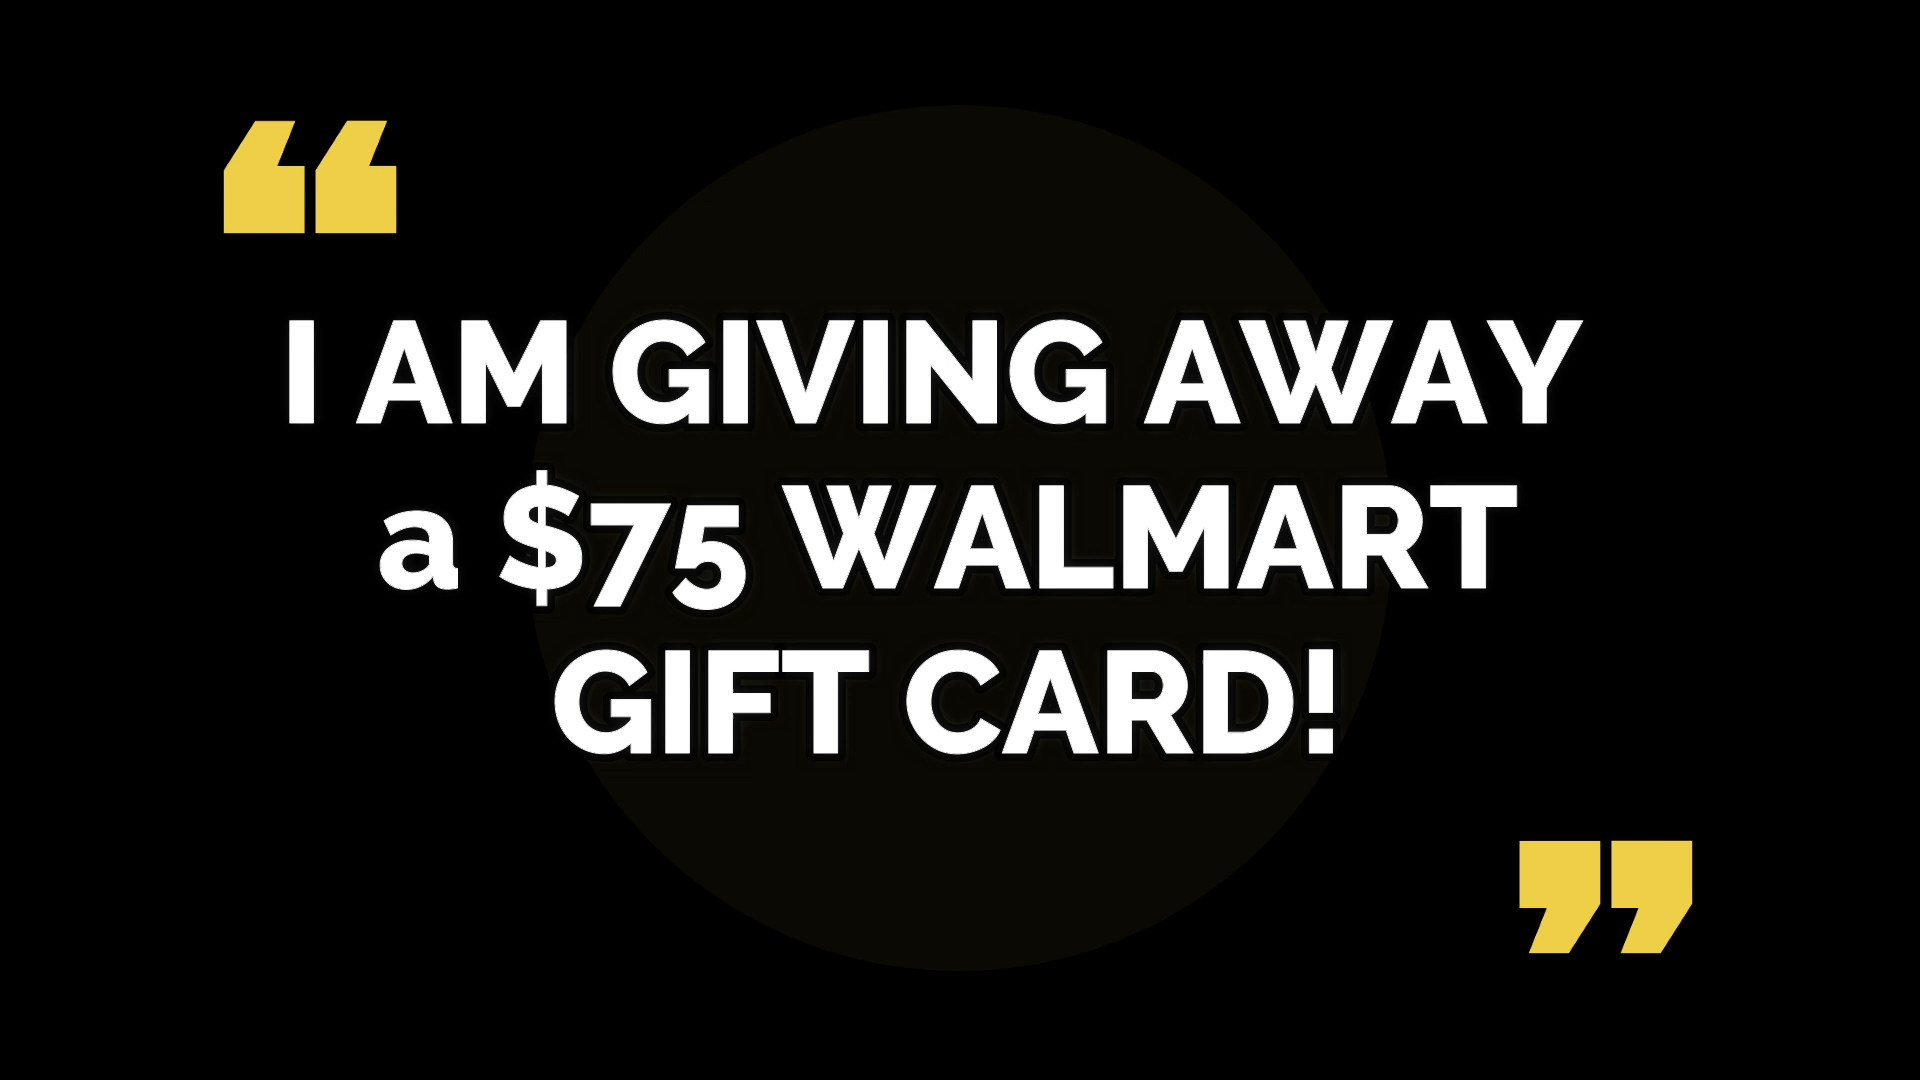 “
I AM GIVING AWAY
a $75 WALMART
GIFT CARD!
”